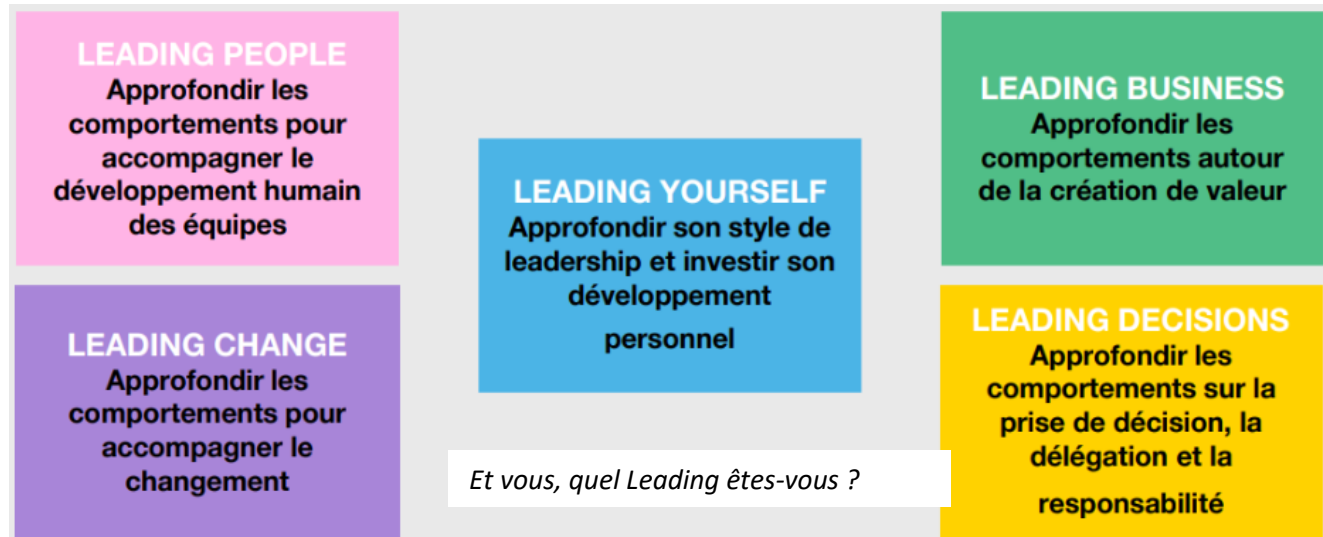 LEADING PEOPLE
Approfondir les
comportements pour
accompagner le
développement humain
des équipes
LEADING CHANGE
Approfondir les
comportements pour
accompagner le
changement
LEADING YOURSELF
Approfondir son style de
leadership et investir son
développement
personnel
Et vous, quel Leading êtes-vous ?
LEADING BUSINESS
Approfondir les
comportements autour
de la création de valeur
LEADING DECISIONS
Approfondir les
comportements sur la
prise de décision, la
délégation et la
responsabilité